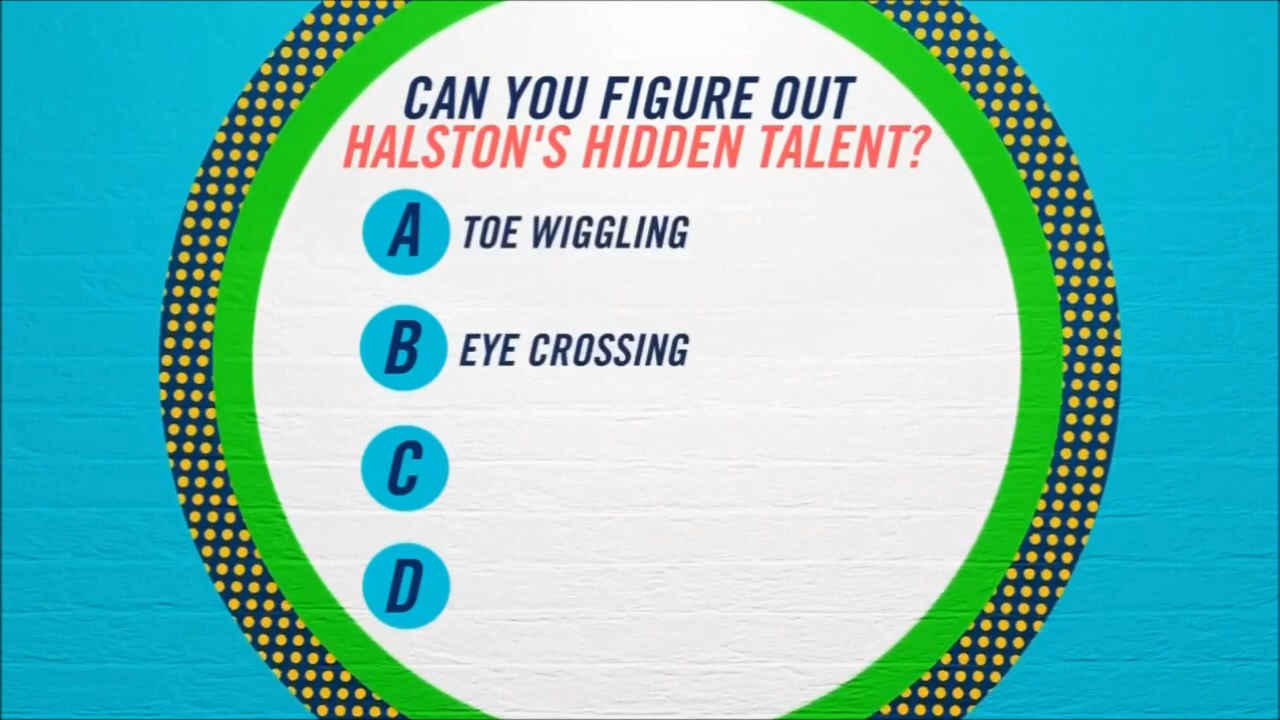 CAN YOU FIGURE OUT
HALSTON'S HIDDEN TALENT?
A TOE WIGGLING
B EYE CROSSING
C
D